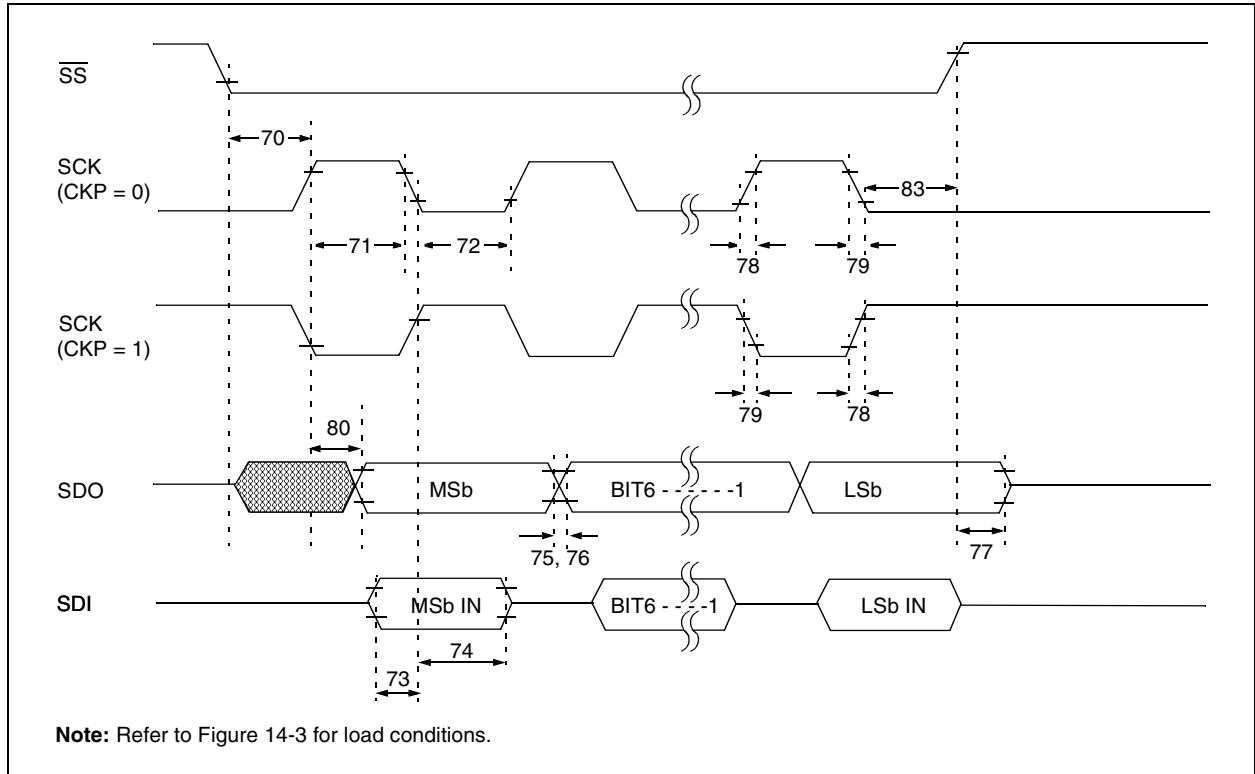 SS
70
SCK
(CKP = 0)
83
71
72
78
79
SCK
(CKP = 1)
79
78
80
SDO
MSb
BIT6 - - - - - -1
LSb
75, 76
77
SDI
MSb IN
BIT6 - - - -1
LSb IN
74
73
Note: Refer to Figure 14-3 for load conditions.